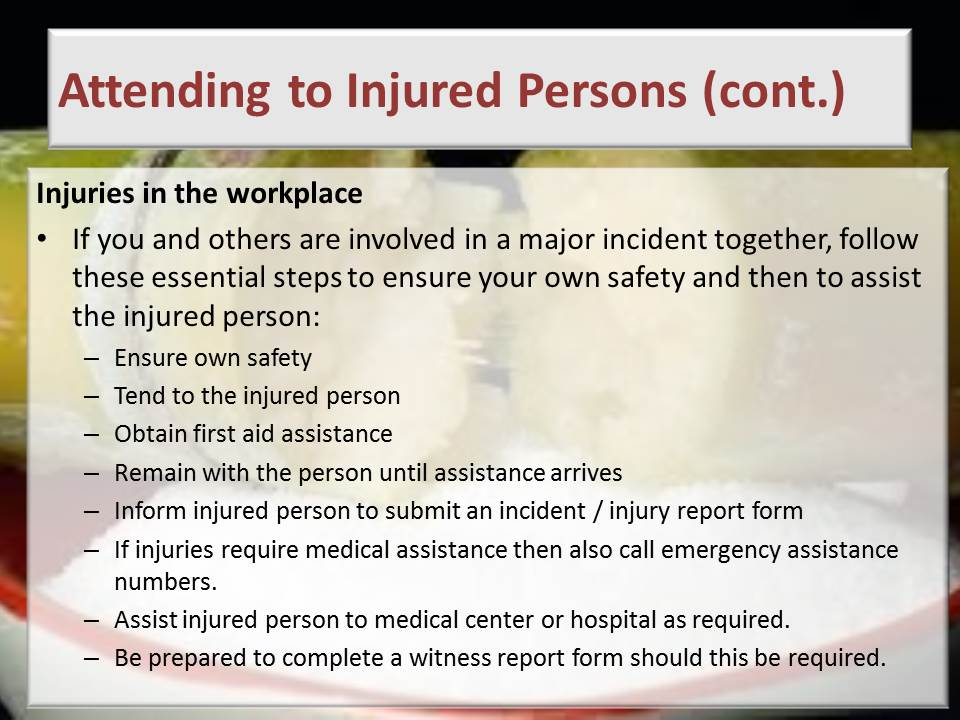 Attending to Injured Persons (cont.)
Injuries in the workplace
• If you and others are involved in a major incident together, follow
these essential steps to ensure your own safety and then to assist
the injured person:
– Ensure own safety
– Tend to the injured person
– Obtain first aid assistance
– Remain with the person until assistance arrives
– Inform injured person to submit an incident / injury report form
– If injuries require medical assistance then also call emergency assistance
numbers.
– Assist injured person to medical center or hospital as required.
– Be prepared to complete a witness report form should this be required.